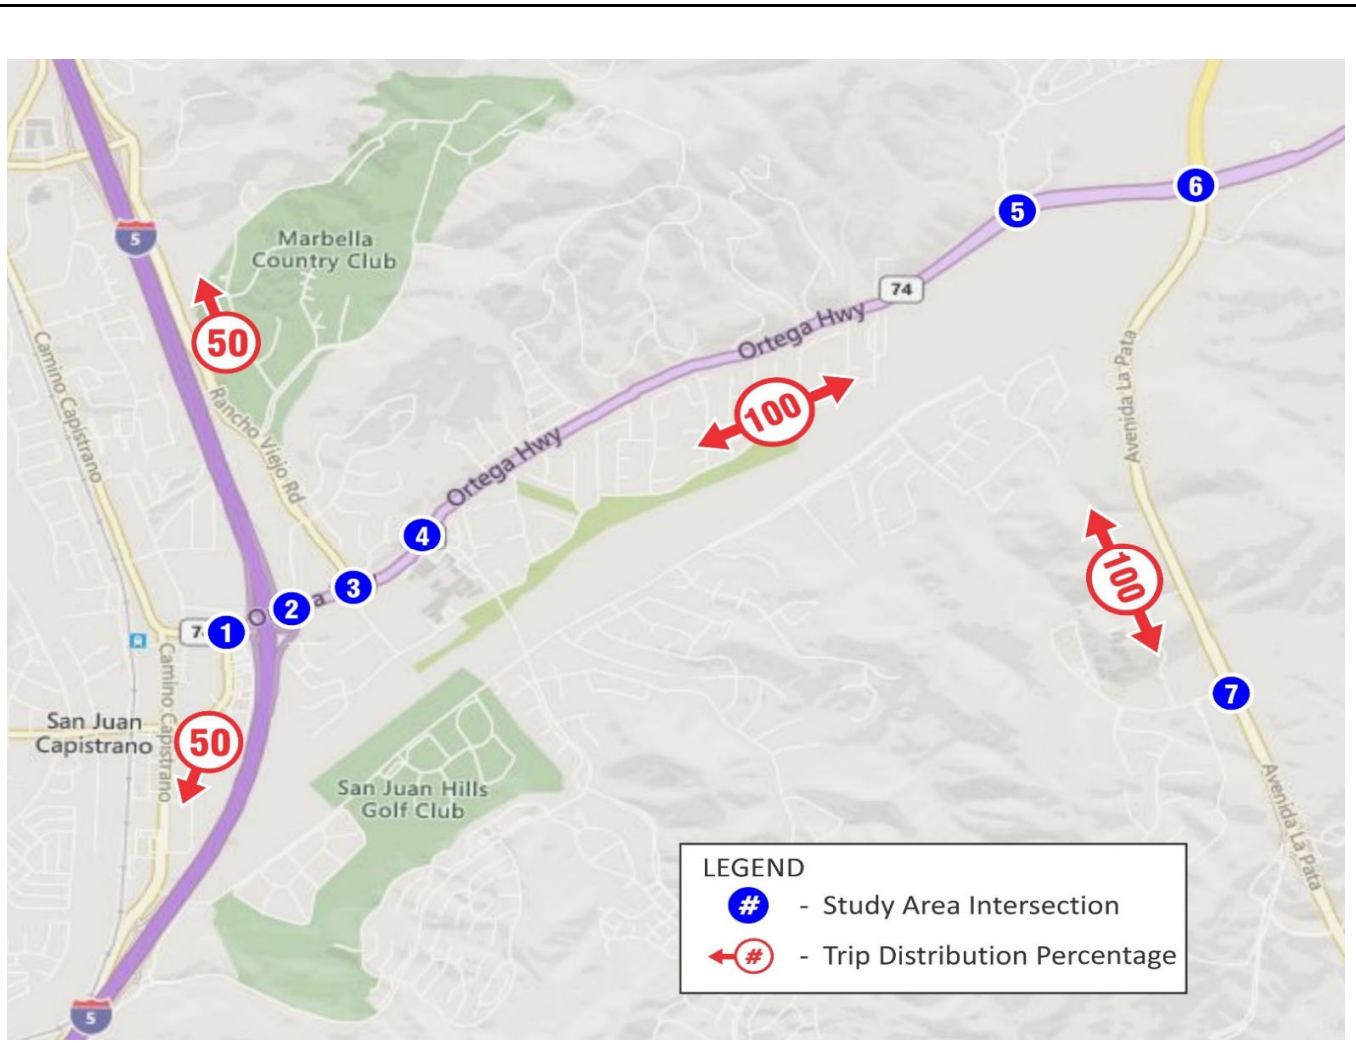 5
Marbella
Country Club
6
5
74
Ortega Hwy
50
Camino Capistrano
Rancho Viejo Rd
Avenida La Pata
100
Ortega Hwy
4
100
3
2
1
7
Camino Capistrano
San Juan
Capistrano
50
San Juan Hills
Golf Club
Avenida La Pata
LEGEND
# - Study Area Intersection
# - Trip Distribution Percentage
5